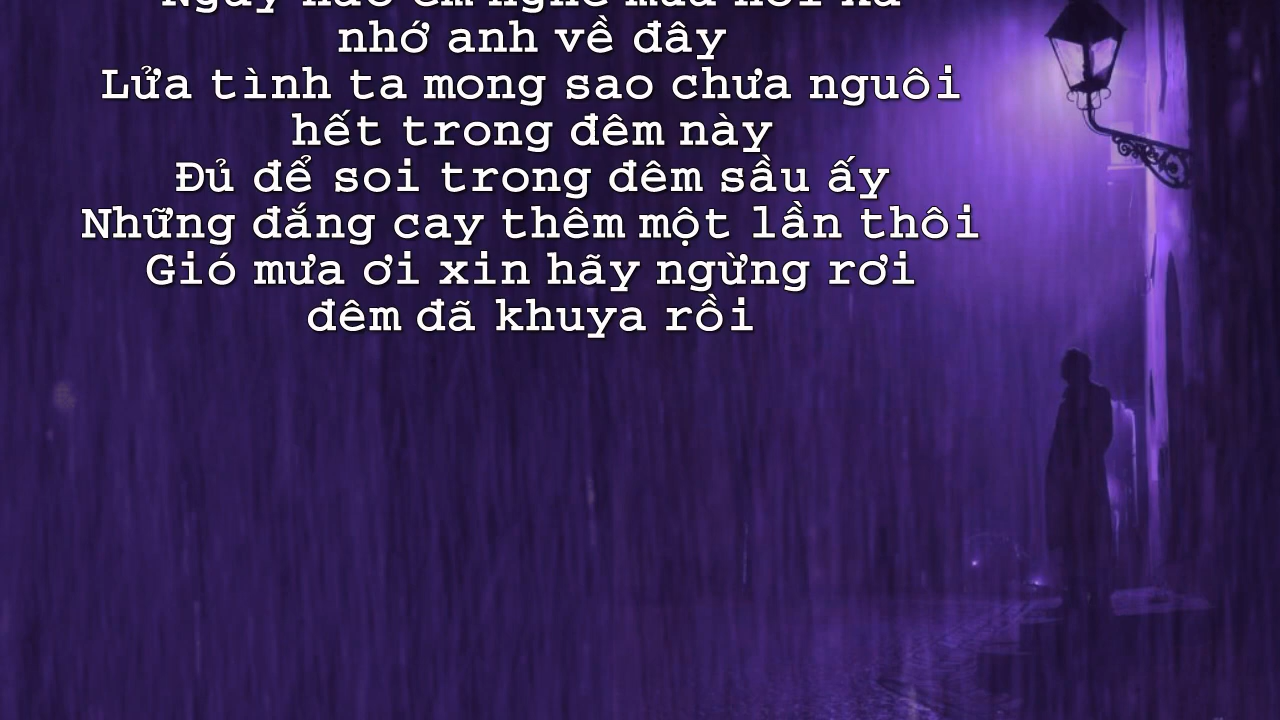 nhớ anh về đây
Lửa tình ta mong sao chưa nguôi
hết trong đêm này
Đủ để soi trong đêm sầu ấy
Những đắng cay thêm một lần thôi
Gió mưa ơi xin hãy ngừng rơi
đêm đã khuya rồi